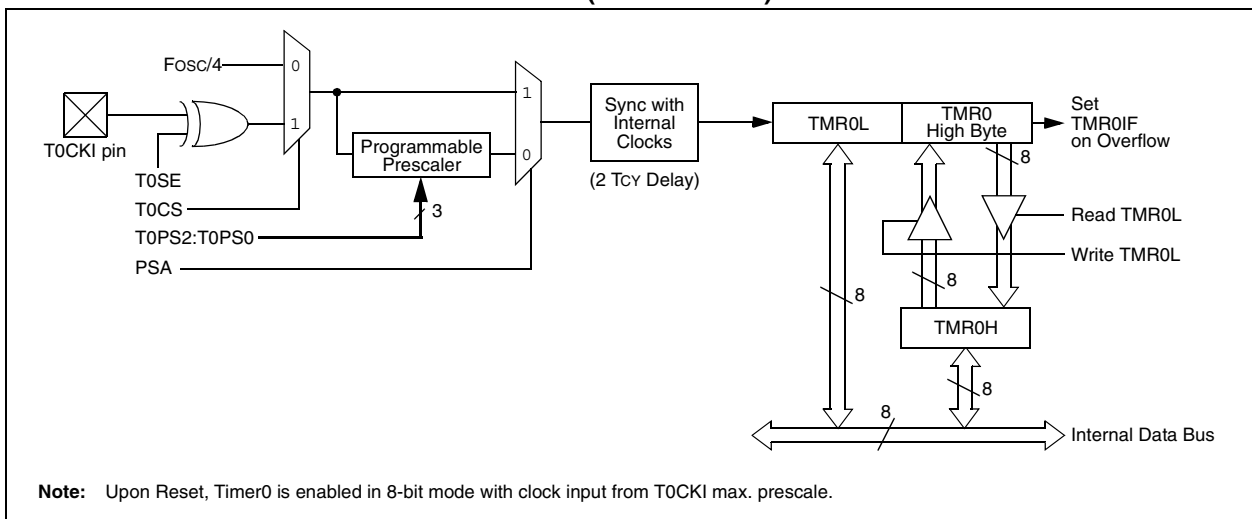 FOSC/4
0
1
T0CKI pin
T0SE
T0CS
T0PS2:T0PS0
PSA
Programmable
Prescaler
3
1
0
Sync with
Internal
Clocks
(2 TCY Delay)
TMR0L
TMR0
High Byte
Set
TMR0IF
on Overflow
8
Read TMR0L
Write TMR0L
8
8
TMR0H
8
8
Internal Data Bus
Note: Upon Reset, Timer0 is enabled in 8-bit mode with clock input from T0CKI max. prescale.